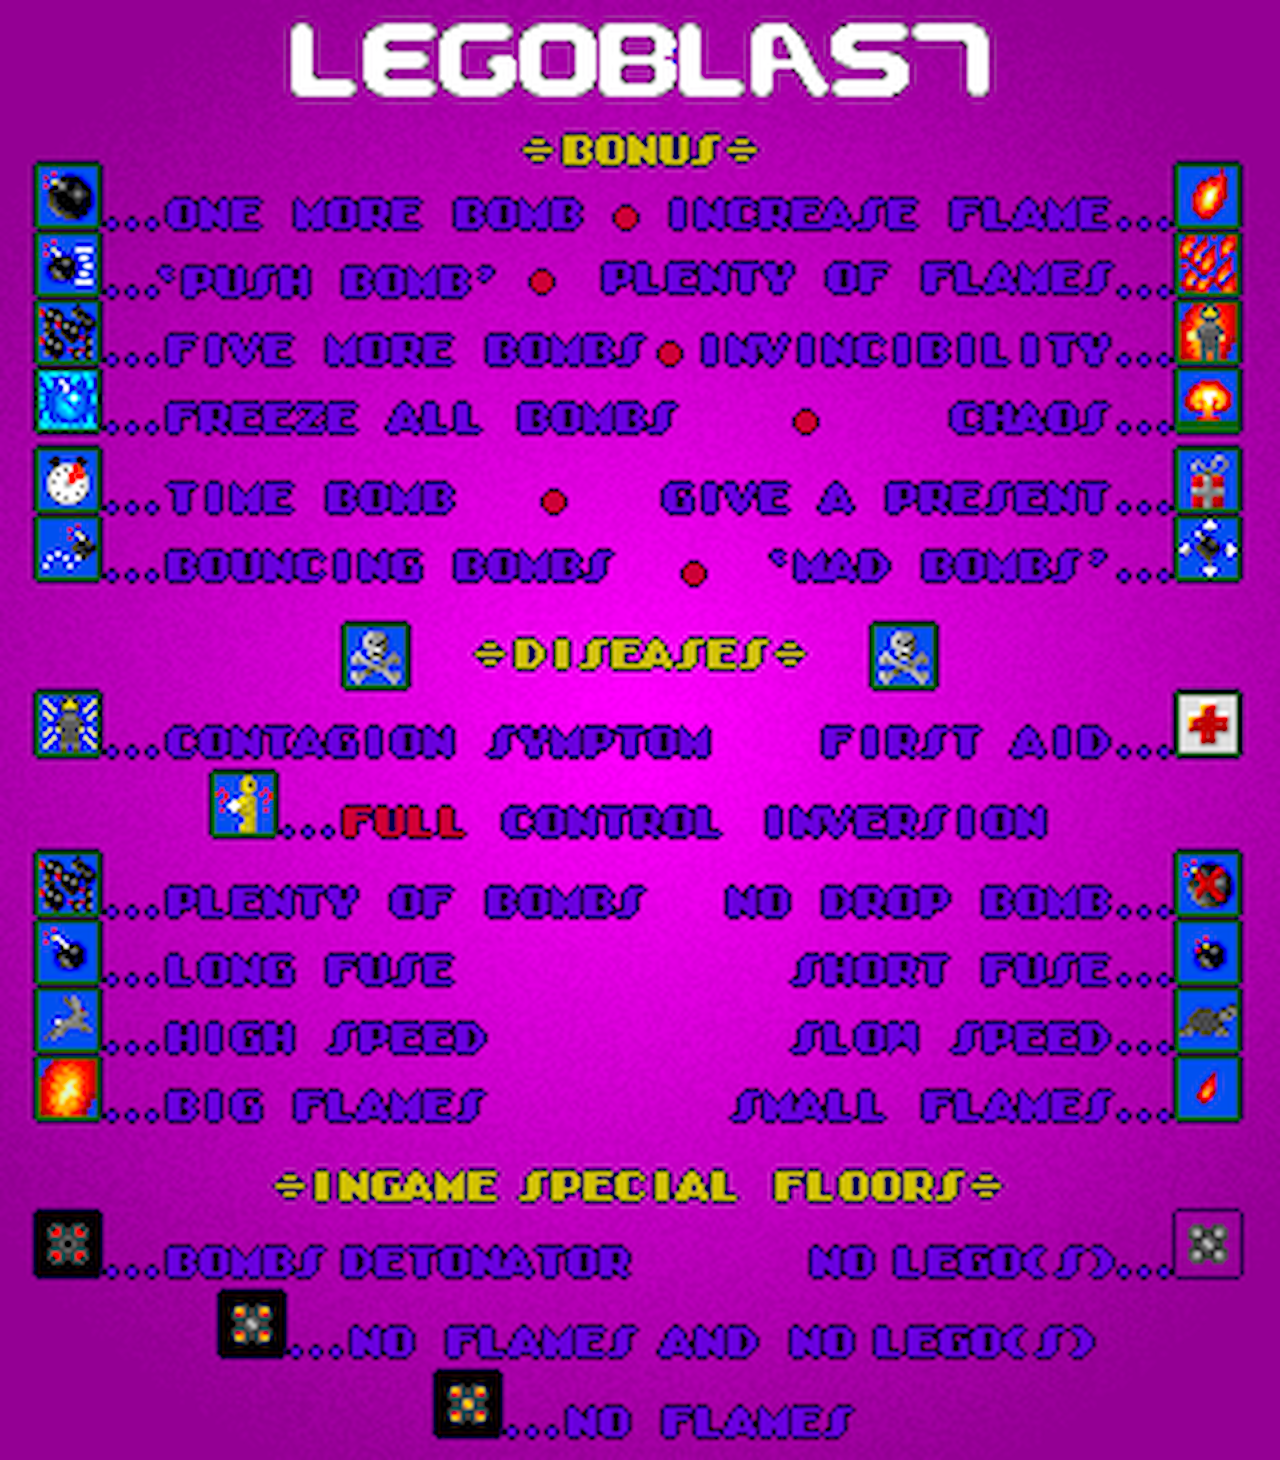 LEGOBLAST
÷BONUS÷
...ONE MORE BOMB • INCREASE FLAME...
...'PUSH BOMB' • PLENTY OF FLAMES...
...FIVE MORE BOMBS • INVINCIBILITY...
...FREEZE ALL BOMBS • CHAOS...
...TIME BOMB • GIVE A PRESENT...
...BOUNCING BOMBS • 'MAD BOMBS'...
÷DISEASES÷
...CONTAGION SYMPTOM FIRST AID...
...FULL CONTROL INVERSION
...PLENTY OF BOMBS NO DROP BOMB...
...LONG FUSE SHORT FUSE...
...HIGH SPEED SLOW SPEED...
...BIG FLAMES SMALL FLAMES...
÷INGAME SPECIAL FLOORS÷
...BOMBS DETONATOR NO LEGO(S)...
...NO FLAMES AND NO LEGO(S)
...NO FLAMES